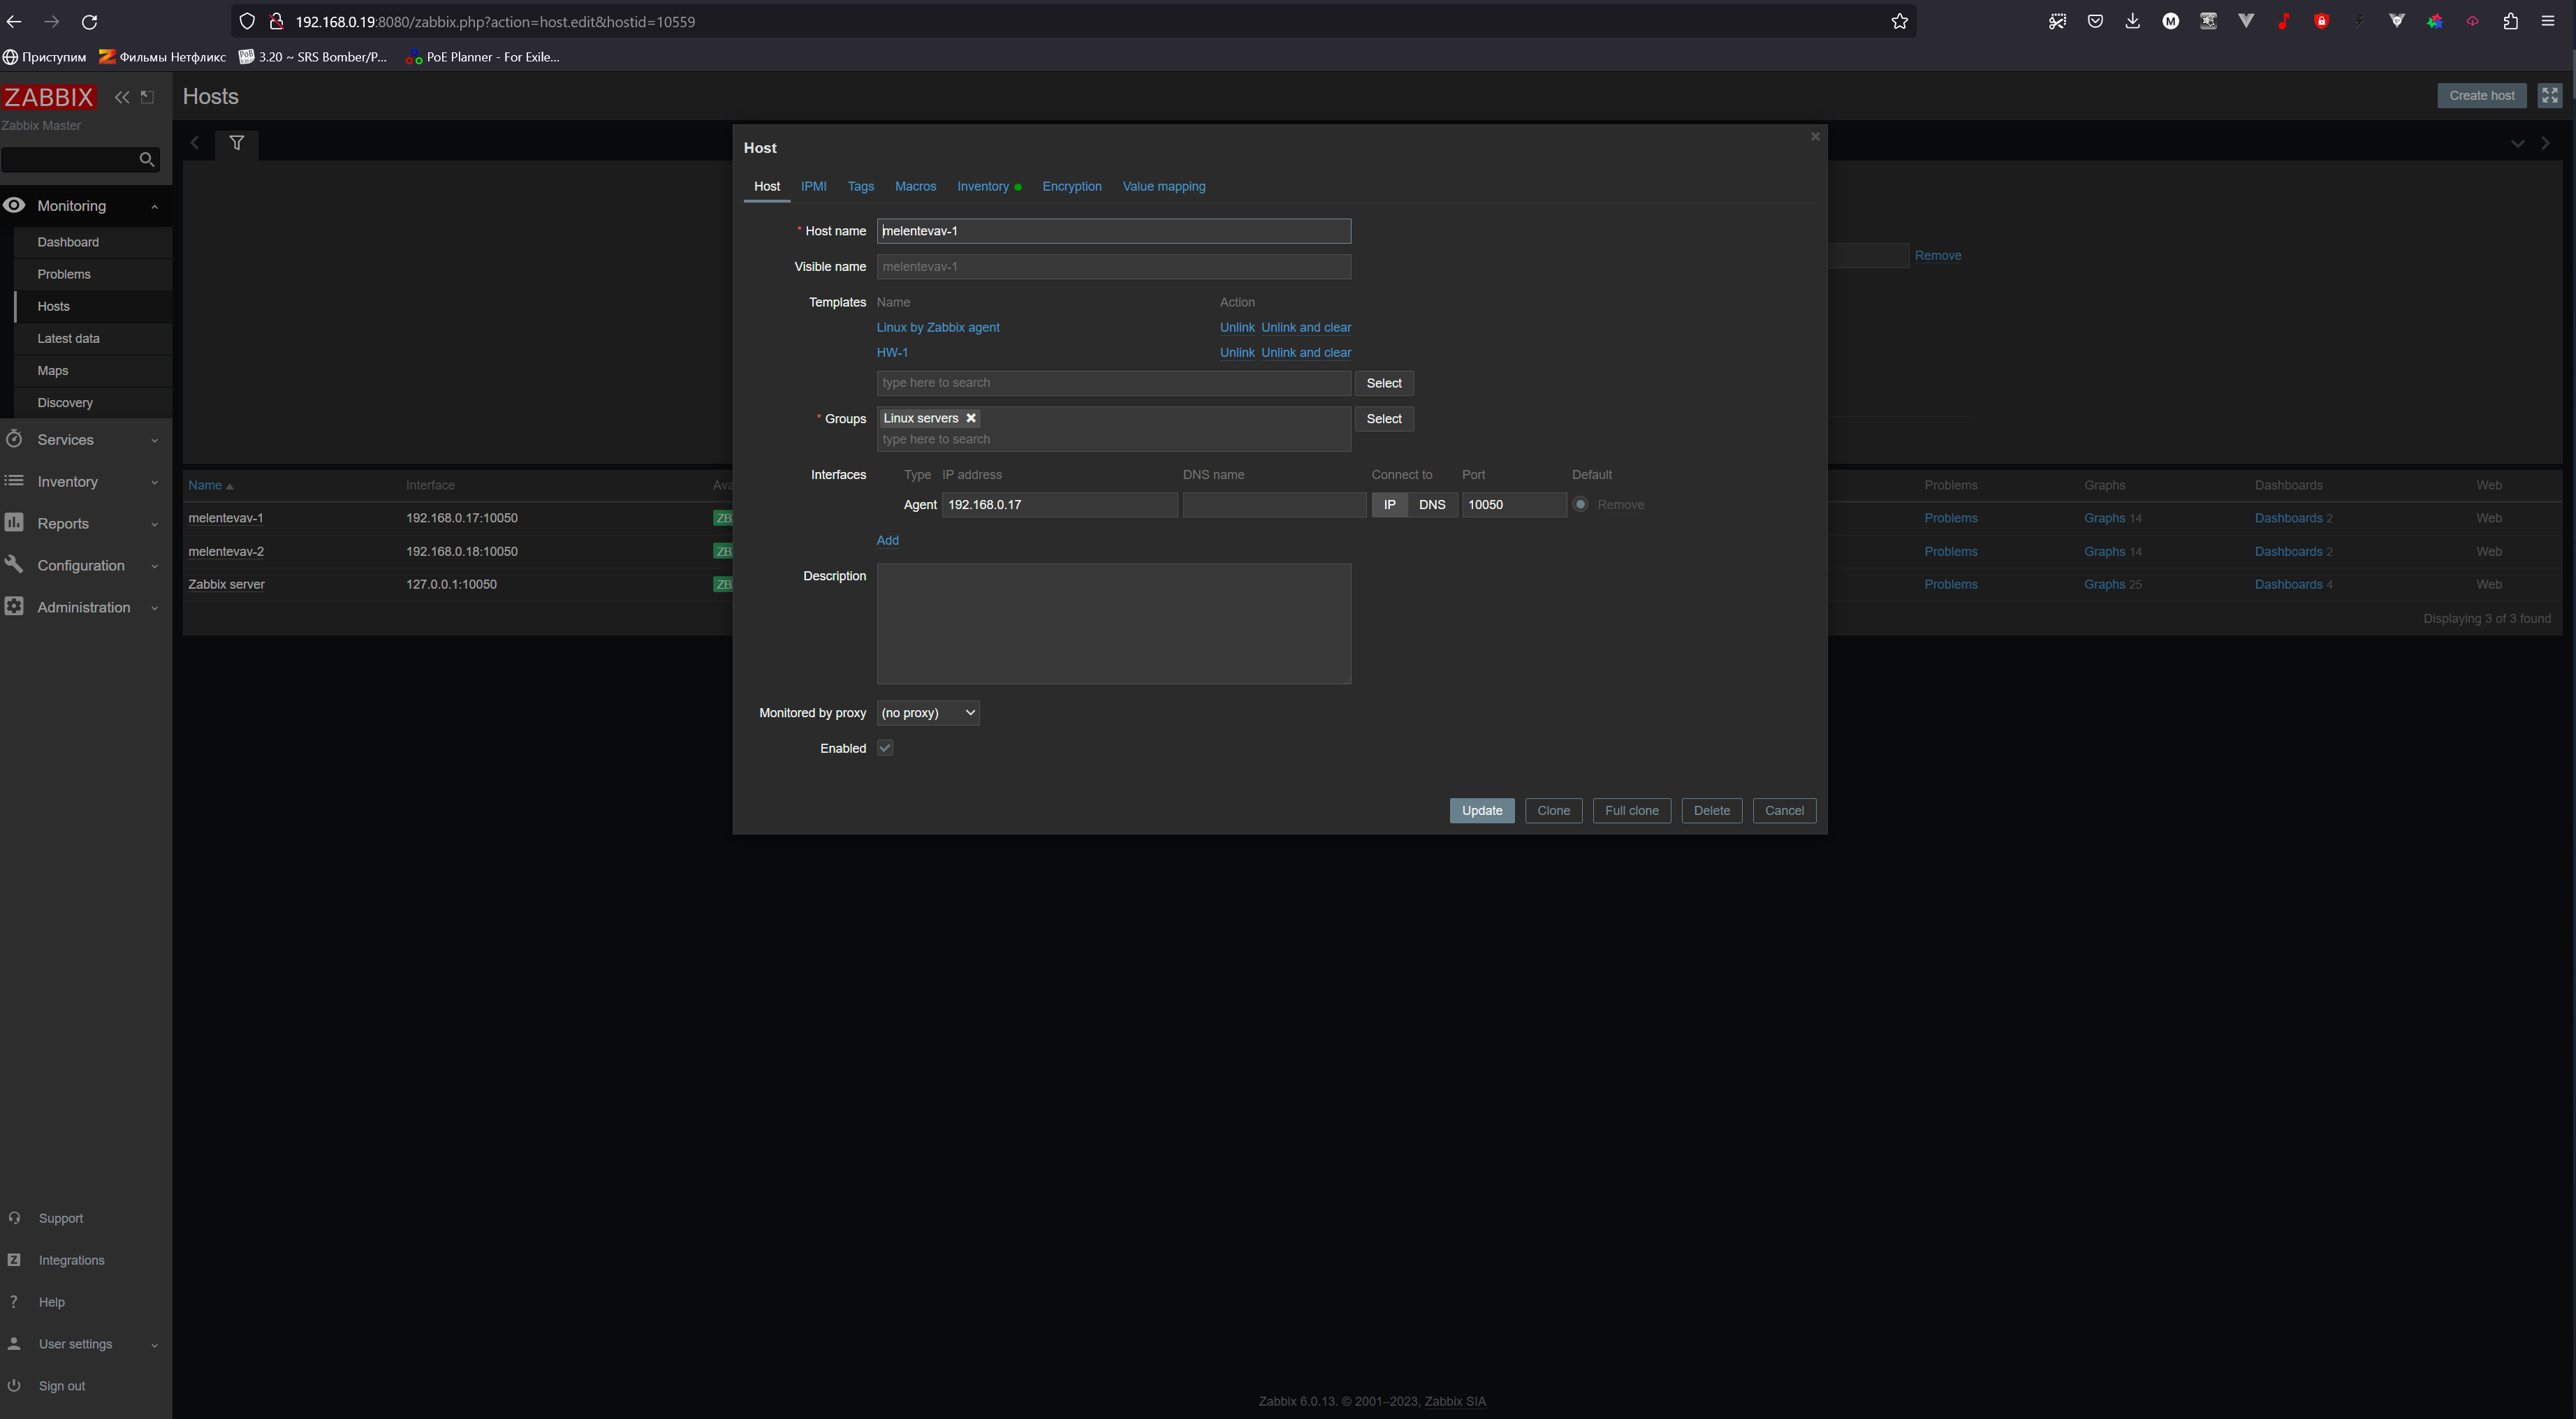 192.168.0.19:8080/zabbix.php?action=host.edit&hostid=10559
Приступим
Фильмы Нетфликс
3.20 ~ SRS Bomber/P...
PoE Planner - For Exile...
ZABBIX
Zabbix Master
Monitoring
Dashboard
Problems
Hosts
Latest data
Maps
Discovery
Services
Inventory
Reports
Configuration
Administration
Support
Integrations
Help
User settings
Sign out
Hosts
Create host
Host
Host IPMI Tags Macros Inventory Encryption Value mapping
* Host name melentevav-1
Visible name melentevav-1
Templates Name Action
Linux by Zabbix agent Unlink Unlink and clear
HW-1 Unlink Unlink and clear
type here to search Select
* Groups Linux servers Select
type here to search
Interfaces Type IP address DNS name Connect to Port Default
Agent 192.168.0.17 IP DNS 10050 Remove
Add
Description
Monitored by proxy (no proxy)
Enabled
Update Clone Full clone Delete Cancel
Remove
Name Interface Ava Problems Graphs Dashboards Web
melentevav-1 192.168.0.17:10050 ZB Problems Graphs 14 Dashboards 2 Web
melentevav-2 192.168.0.18:10050 ZB Problems Graphs 14 Dashboards 2 Web
Zabbix server 127.0.0.1:10050 ZB Problems Graphs 25 Dashboards 4 Web
Displaying 3 of 3 found
Zabbix 6.0.13. © 2001–2023, Zabbix SIA